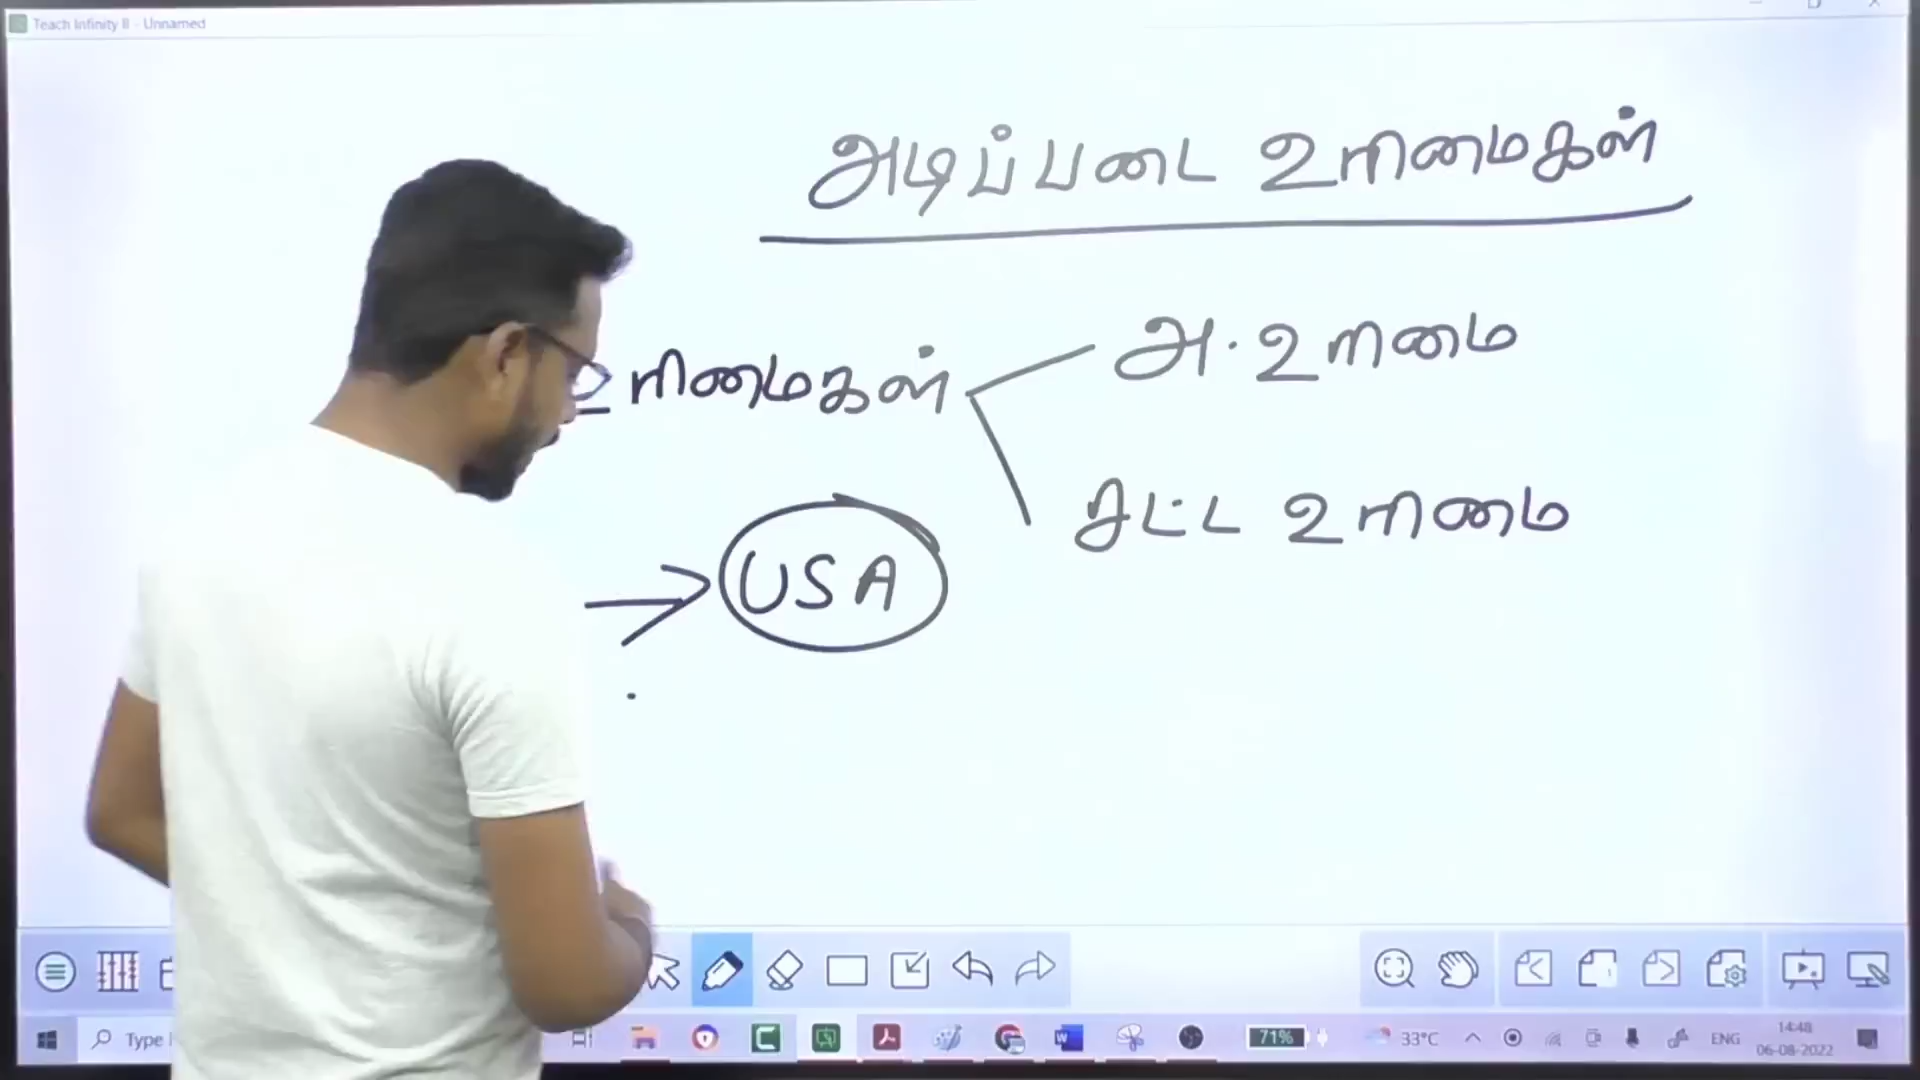 Teach Infinity II - Unnamed
அடிப்படை உரிமைகள்
உரிமைகள்
அ. உரிமை
சட்ட உரிமை
USA
Type
71%
33°C
ENG
14:48
06-08-2022